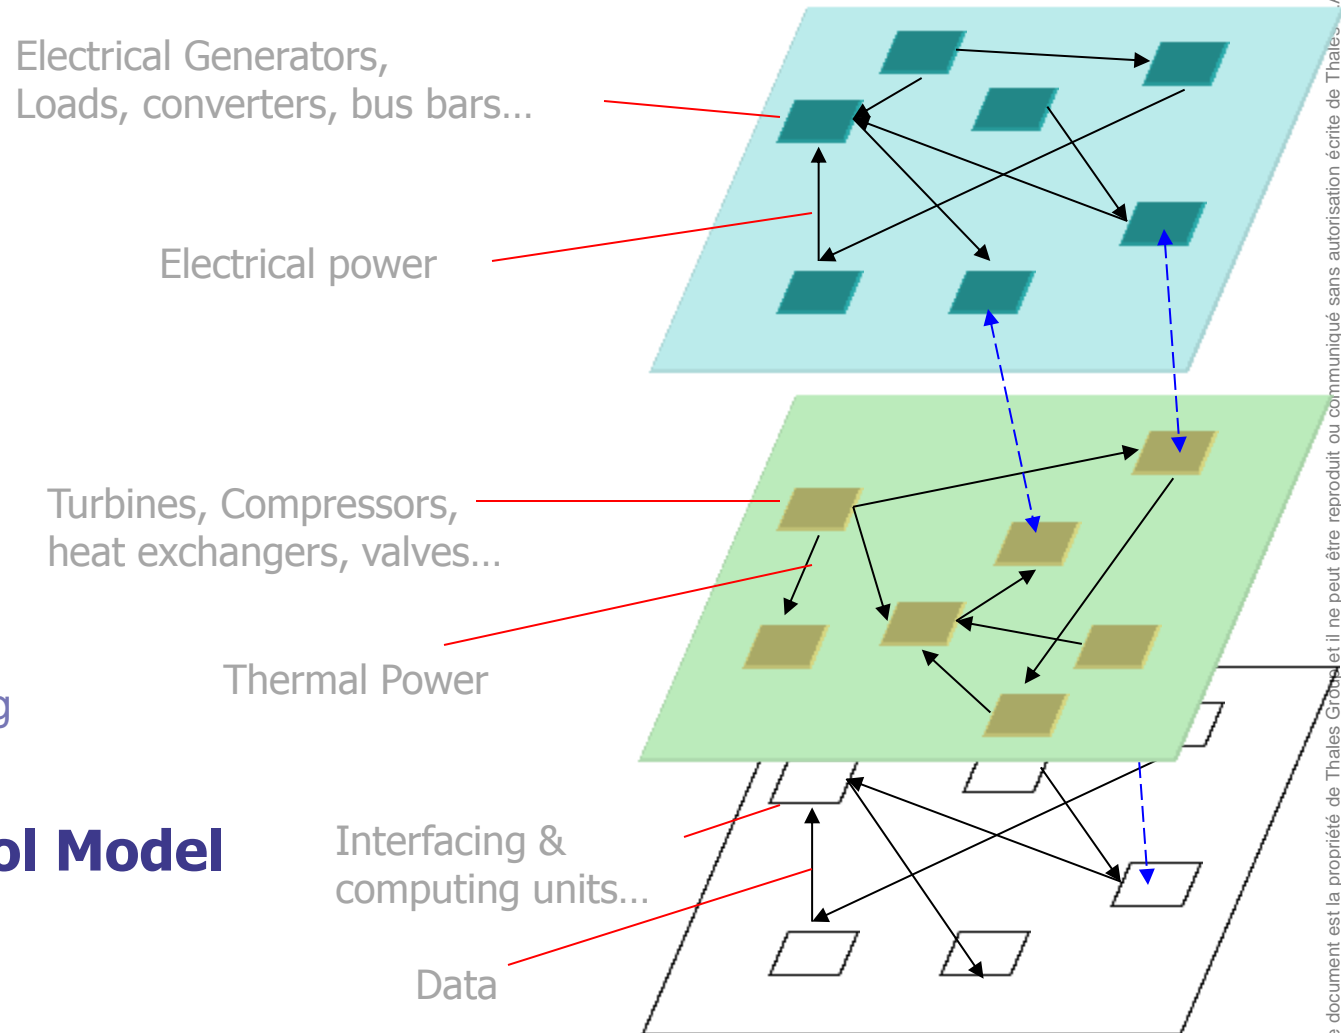 Electrical Generators,
Loads, converters, bus bars…
Electrical power
Turbines, Compressors,
heat exchangers, valves…
Thermal Power
g
ol Model
Interfacing &
computing units…
Data
document est la propriété de Thales Group et il ne peut être reproduit ou communiqué sans autorisation écrite de Thales